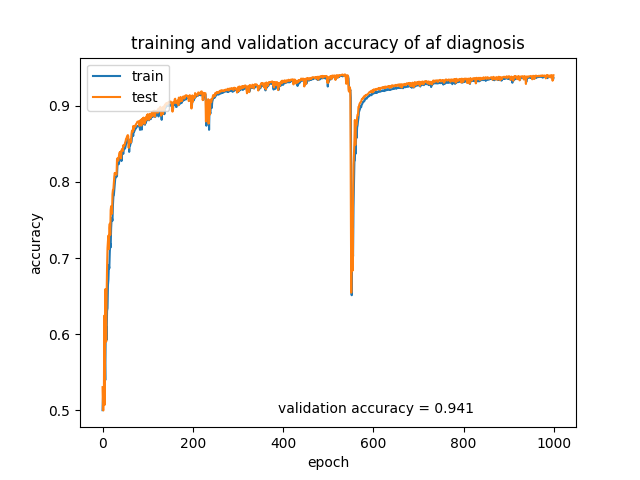 training and validation accuracy of af diagnosis
train
test
0.9
0.8
0.7
0.6
0.5
accuracy
validation accuracy = 0.941
0 200 400 600 800 1000
epoch